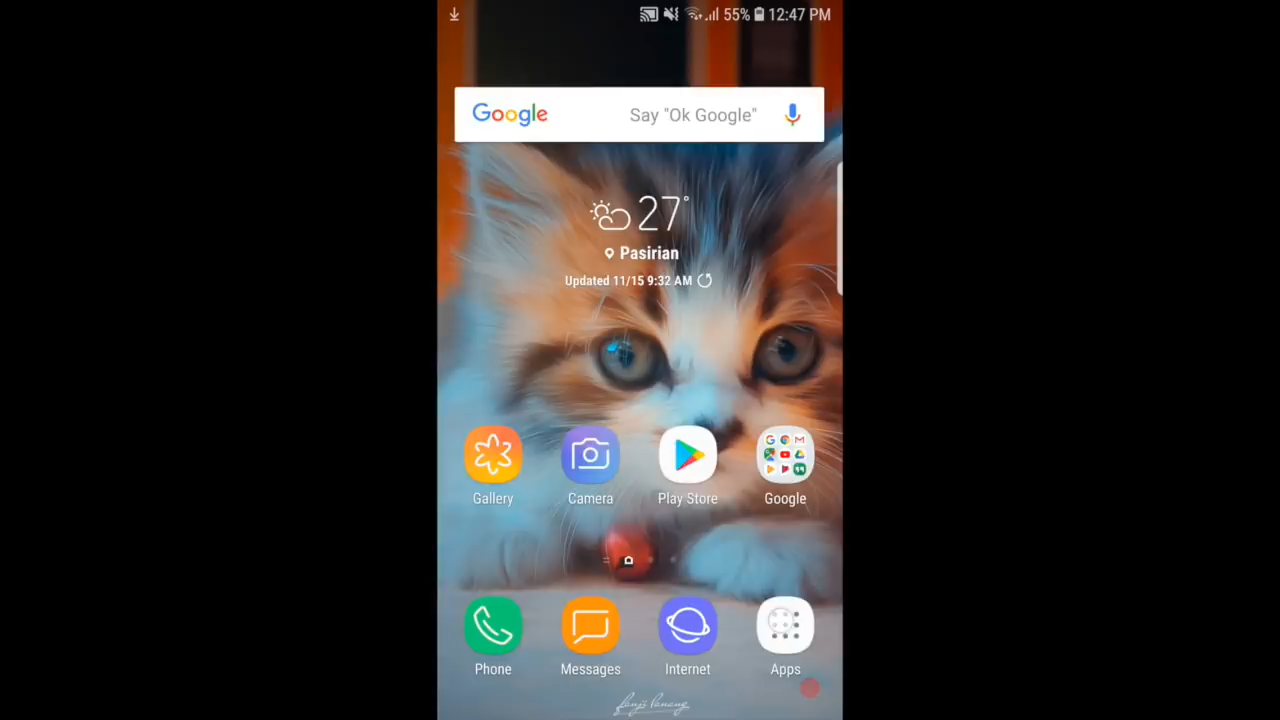 55% 12:47 PM
Google Say "Ok Google"
27°
Pasirian
Updated 11/15 9:32 AM
Gallery Camera Play Store Google
Phone Messages Internet Apps